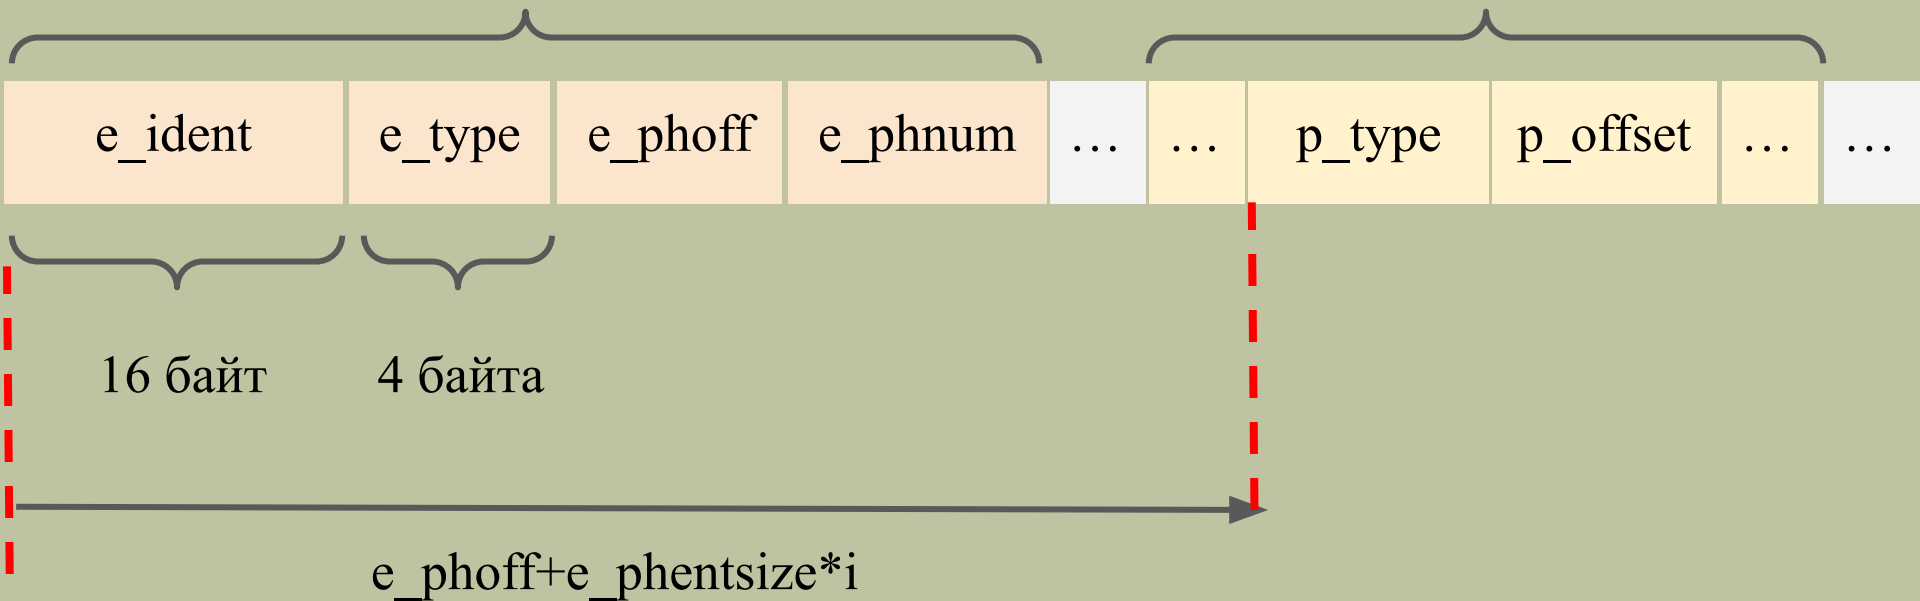 e_ident e_type e_phoff e_phnum … … p_type p_offset … …
16 байт 4 байта
e_phoff+e_phentsize*i